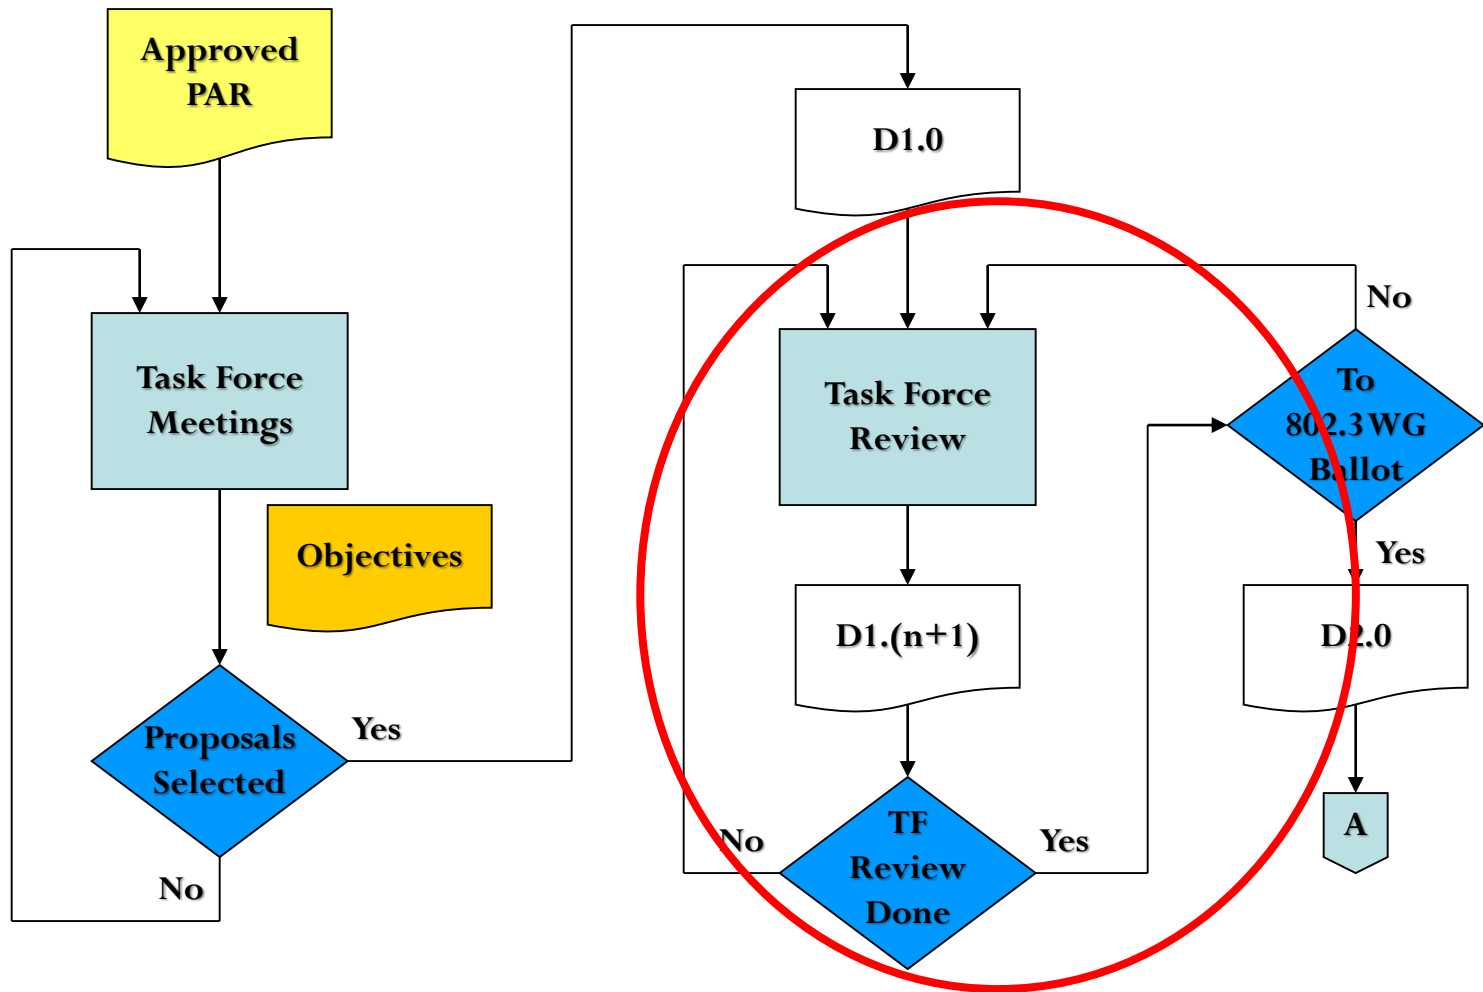 Approved
PAR
Task Force
Meetings
Objectives
Proposals
Selected
Yes
No
D1.0
Task Force
Review
D1.(n+1)
TF
Review
Done
No
Yes
To
802.3 WG
Ballot
No
Yes
D2.0
A